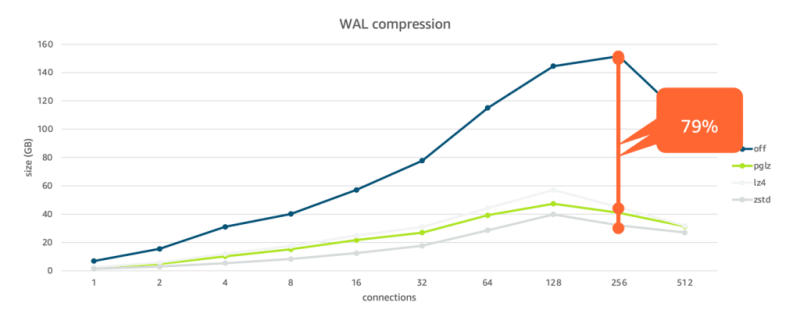 WAL compression
160
140
120
100
80
60
40
20
0
size (GB)
1 2 4 8 16 32 64 128 256 512
connections
79%
off
pglz
lz4
zstd